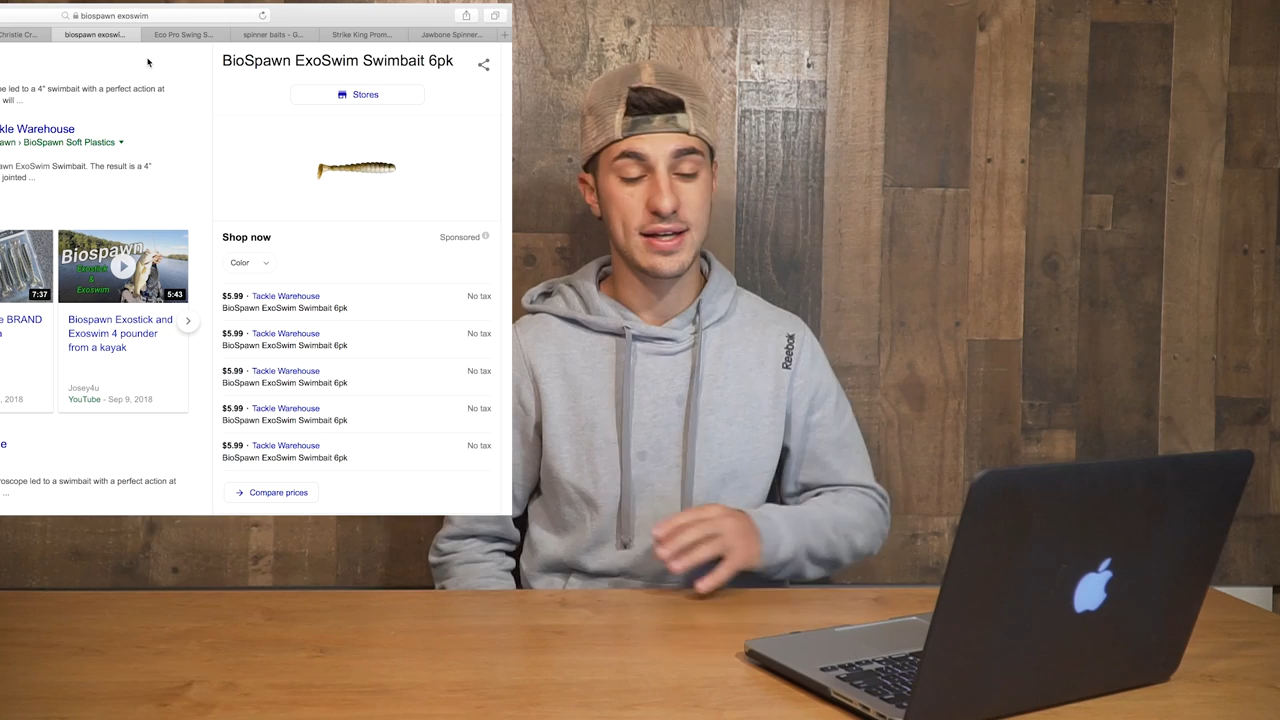 biospawn exoswim
Christie Cr...
biospawn exoswi...
Eco Pro Swing S...
spinner baits - G...
Strike King Prom...
Jawbone Spinner...
led to a 4" swimbait with a perfect action at
will ...
kle Warehouse
awn › BioSpawn Soft Plastics
awn ExoSwim Swimbait. The result is a 4"
jointed ...
7:37
Biospawn
Exostick
&
Exoswim
5:43
e BRAND
Biospawn Exostick and
Exoswim 4 pounder
from a kayak
Josey4u
, 2018
YouTube - Sep 9, 2018
e
roscope led to a swimbait with a perfect action at
...
BioSpawn ExoSwim Swimbait 6pk
Stores
Shop now
Sponsored
Color
$5.99 · Tackle Warehouse No tax
BioSpawn ExoSwim Swimbait 6pk
$5.99 · Tackle Warehouse No tax
BioSpawn ExoSwim Swimbait 6pk
$5.99 · Tackle Warehouse No tax
BioSpawn ExoSwim Swimbait 6pk
$5.99 · Tackle Warehouse No tax
BioSpawn ExoSwim Swimbait 6pk
$5.99 · Tackle Warehouse No tax
BioSpawn ExoSwim Swimbait 6pk
Compare prices
Reebok